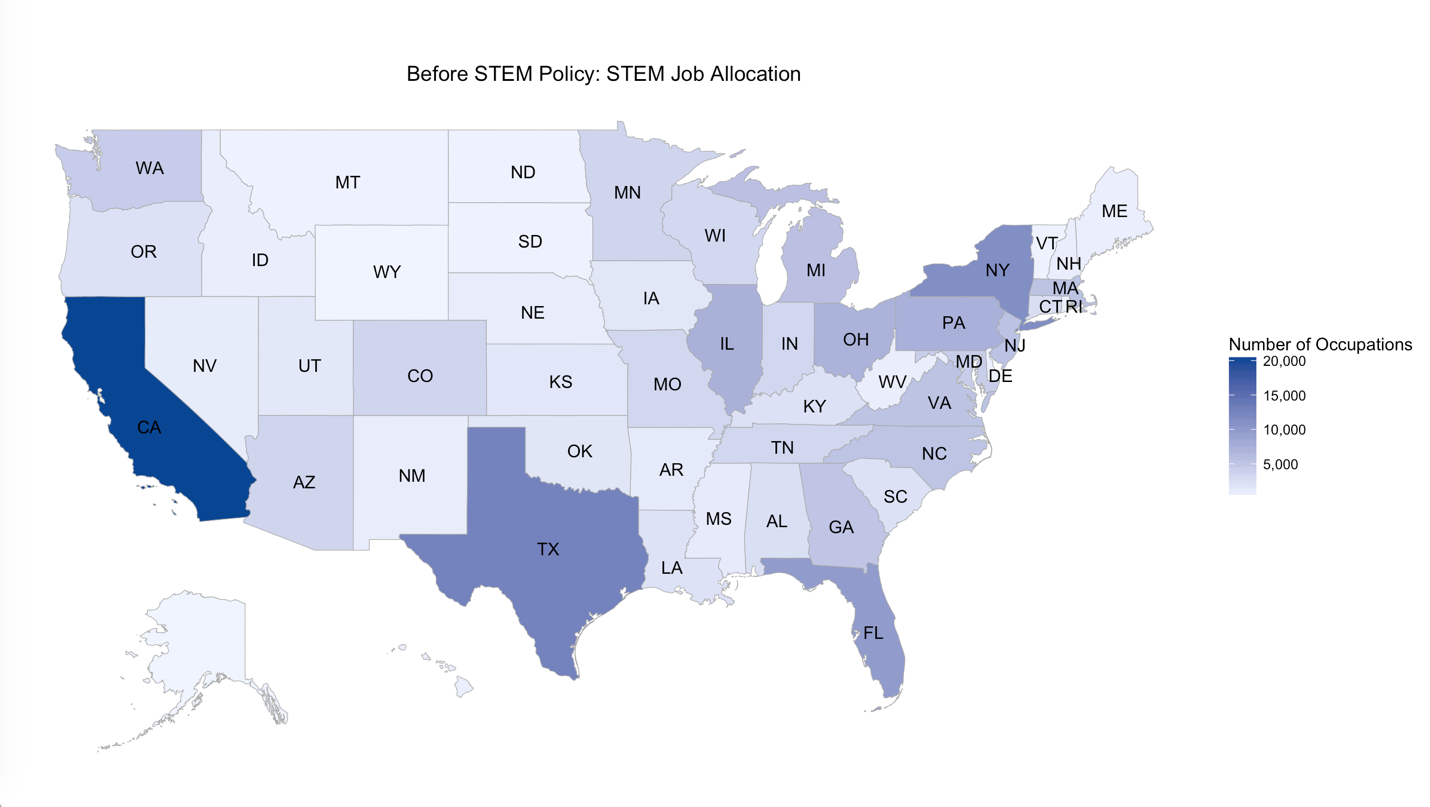 Before STEM Policy: STEM Job Allocation
WA
MT
ND
MN
OR
ID
WY
SD
WI
MI
ME
VT
NH
NY
MA
CT RI
NV
UT
CO
NE
KS
IA
MO
IL
IN
OH
PA
NJ
MD
DE
WV
VA
KY
CA
AZ
NM
OK
AR
TN
NC
SC
MS
AL
GA
TX
LA
FL
Number of Occupations
20,000
15,000
10,000
5,000